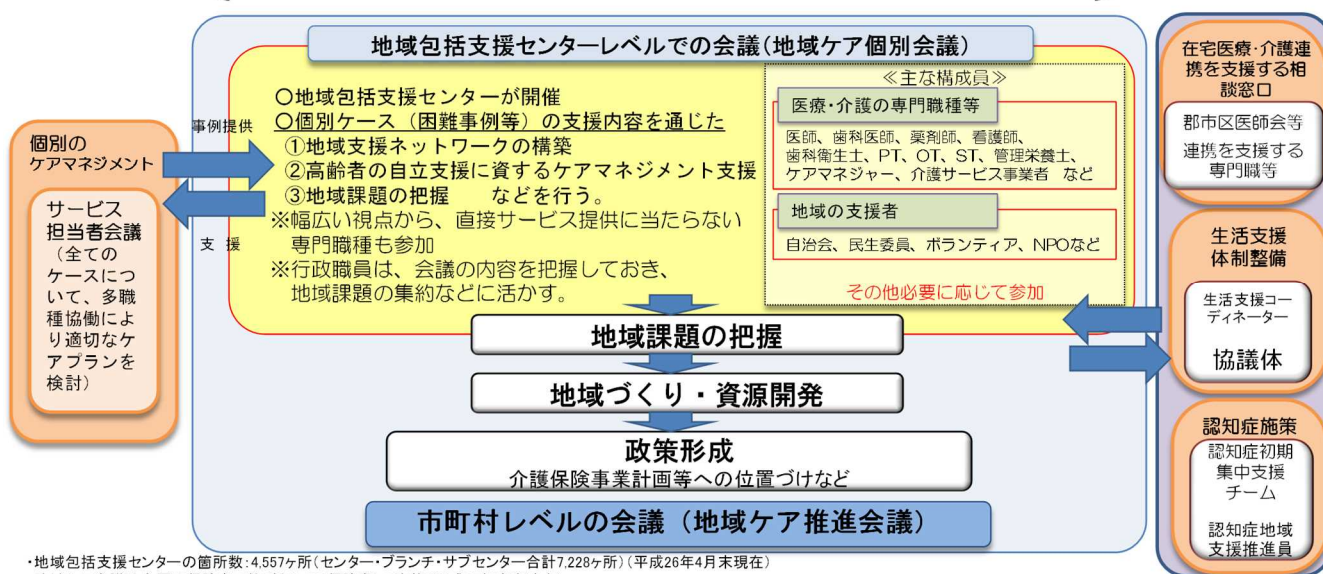 地域包括支援センターレベルでの会議(地域ケア個別会議)
〇地域包括支援センターが開催
〇個別ケース（困難事例等）の支援内容を通じた
①地域支援ネットワークの構築
②高齢者の自立支援に資するケアマネジメント支援
③地域課題の把握　などを行う。
※幅広い視点から、直接サービス提供に当たらない
専門職種も参加
※行政職員は、会議の内容を把握しておき、
地域課題の集約などに活かす。
≪主な構成員≫
医療・介護の専門職種等
医師、歯科医師、薬剤師、看護師、
歯科衛生士、PT、OT、ST、管理栄養士、
ケアマネジャー、介護サービス事業者　など
地域の支援者
自治会、民生委員、ボランティア、NPOなど
その他必要に応じて参加
事例提供
支 援
個別の
ケアマネジメント
サービス
担当者会議
（全ての
ケースにつ
いて、多職
種協働によ
り適切なケ
アプランを
検討）
地域課題の把握
地域づくり・資源開発
政策形成
介護保険事業計画等への位置づけなど
市町村レベルの会議（地域ケア推進会議）
在宅医療・介護連
携を支援する相
談窓口
郡市区医師会等
連携を支援する
専門職等
生活支援
体制整備
生活支援コー
ディネーター
協議体
認知症施策
認知症初期
集中支援
チーム
認知症地域
支援推進員
・地域包括支援センターの箇所数：4,557ヶ所（センター・ブランチ・サブセンター合計7,228ヶ所）（平成26年4月末現在）